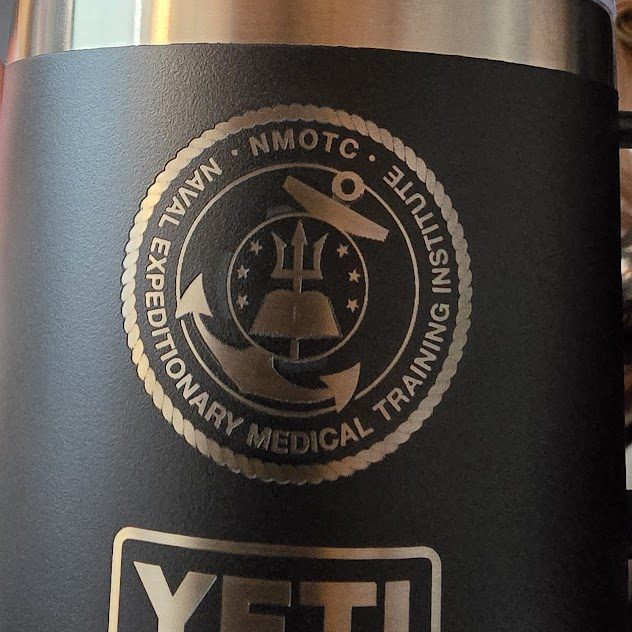 · NMOTC ·
NAVAL EXPEDITIONARY MEDICAL TRAINING INSTITUTE
YETI